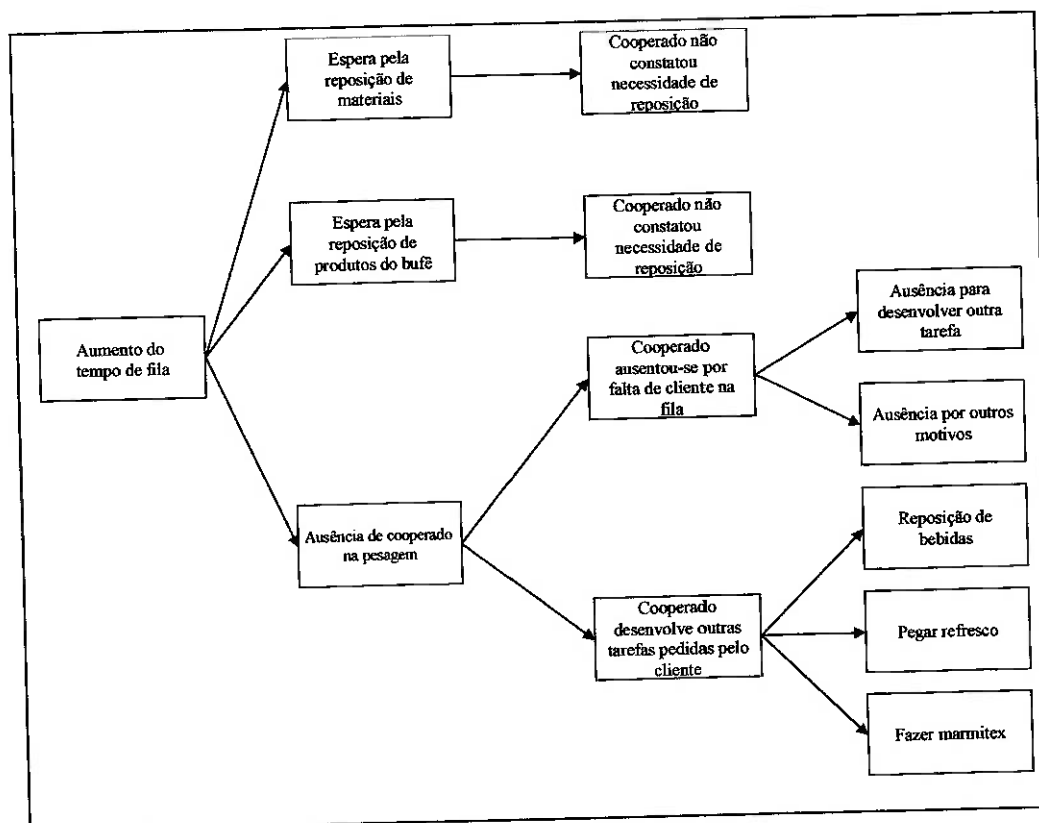 Espera pela
reposição de
materiais
Cooperado não
constatou
necessidade de
reposição
Espera pela
reposição de
produtos do bufê
Cooperado não
constatou
necessidade de
reposição
Aumento do
tempo de fila
Cooperado
ausentou-se por
falta de cliente na
fila
Ausência para
desenvolver outra
tarefa
Ausência por outros
motivos
Ausência de cooperado
na pesagem
Cooperado
desenvolve outras
tarefas pedidas pelo
cliente
Reposição de
bebidas
Pegar refresco
Fazer marmitex